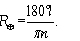 R_ф = 180? / πn.